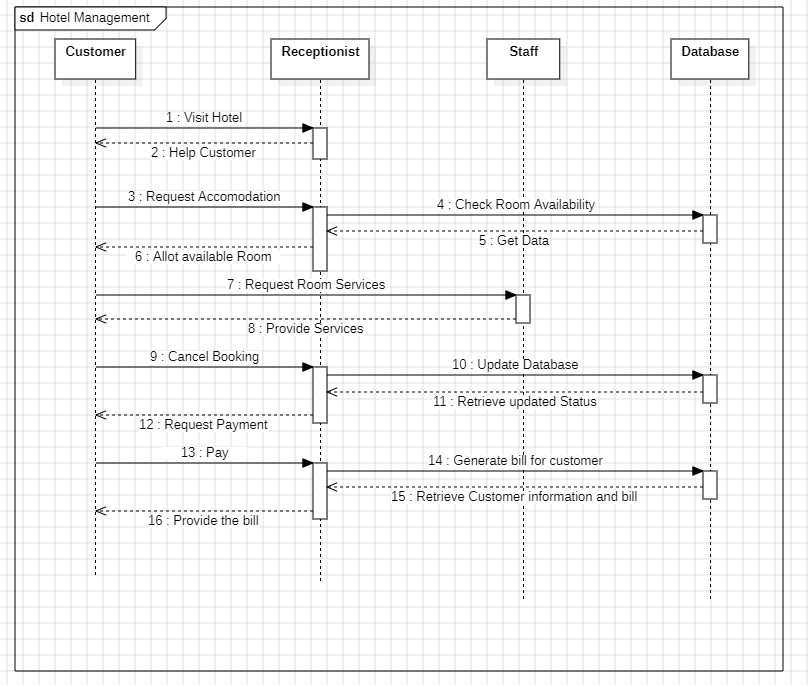 sd Hotel Management
Customer
Receptionist
Staff
Database
1 : Visit Hotel
2 : Help Customer
3 : Request Accomodation
4 : Check Room Availability
5 : Get Data
6 : Allot available Room
7 : Request Room Services
8 : Provide Services
9 : Cancel Booking
10 : Update Database
11 : Retrieve updated Status
12 : Request Payment
13 : Pay
14 : Generate bill for customer
15 : Retrieve Customer information and bill
16 : Provide the bill